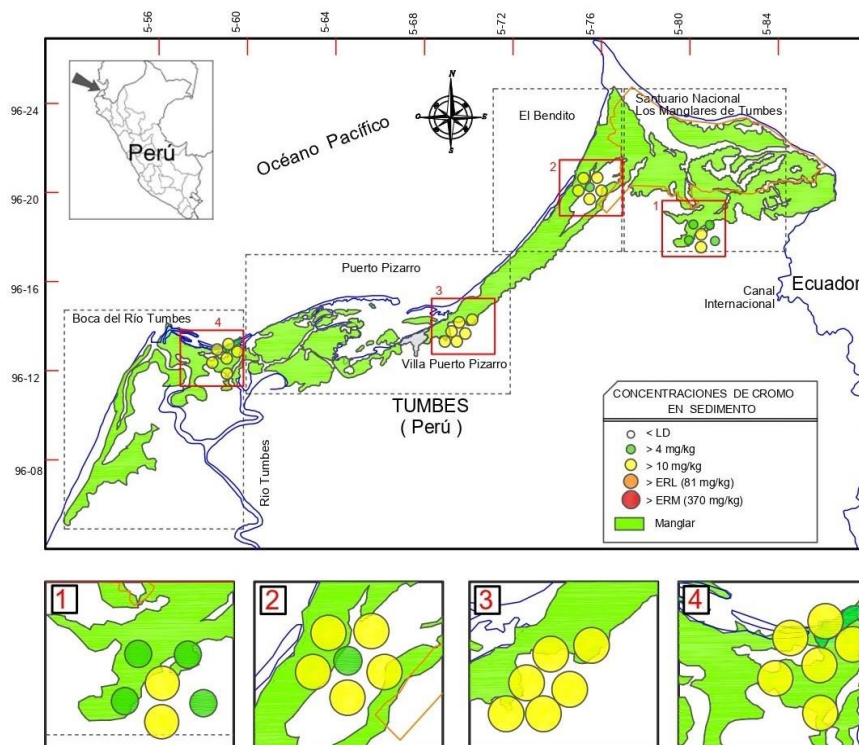 5-56
5-60
5-64
5-68
5-72
5-76
5-80
5-84
96-24
96-20
96-16
96-12
96-08
Perú
Océano Pacífico
N
O
E
S
El Bendito
Santuario Nacional
Los Manglares de Tumbes
2
1
Puerto Pizarro
3
Canal
Internacional
Ecuador
Boca del Río Tumbes
4
Villa Puerto Pizarro
TUMBES
( Perú )
Río Tumbes
CONCENTRACIONES DE CROMO
EN SEDIMENTO
< LD
> 4 mg/kg
> 10 mg/kg
> ERL (81 mg/kg)
> ERM (370 mg/kg)
Manglar
1
2
3
4